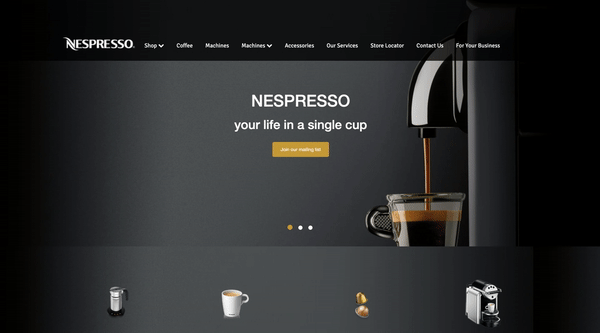 NESPRESSO
Shop
Coffee
Machines
Machines
Accessories
Our Services
Store Locator
Contact Us
For Your Business
NESPRESSO
your life in a single cup
Join our mailing list